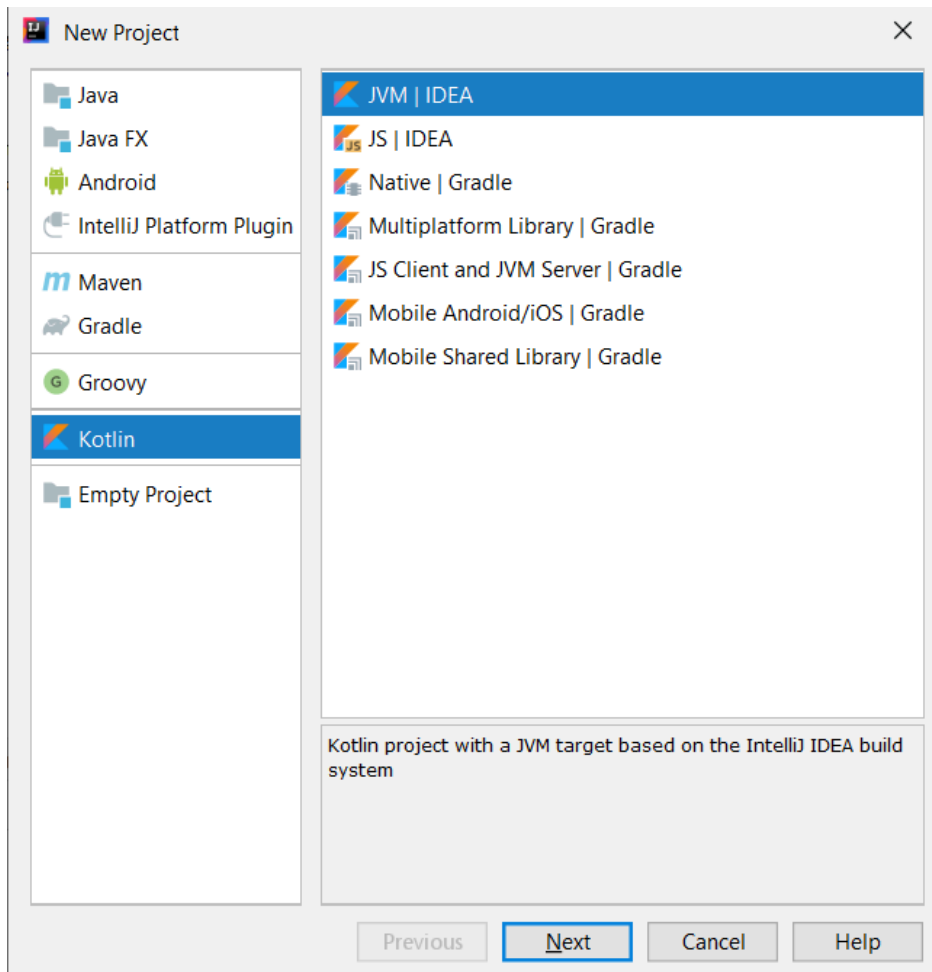 New Project
Java
Java FX
Android
IntelliJ Platform Plugin
Maven
Gradle
Groovy
Kotlin
Empty Project
JVM | IDEA
JS | IDEA
Native | Gradle
Multiplatform Library | Gradle
JS Client and JVM Server | Gradle
Mobile Android/iOS | Gradle
Mobile Shared Library | Gradle
Kotlin project with a JVM target based on the IntelliJ IDEA build
system
Previous
Next
Cancel
Help